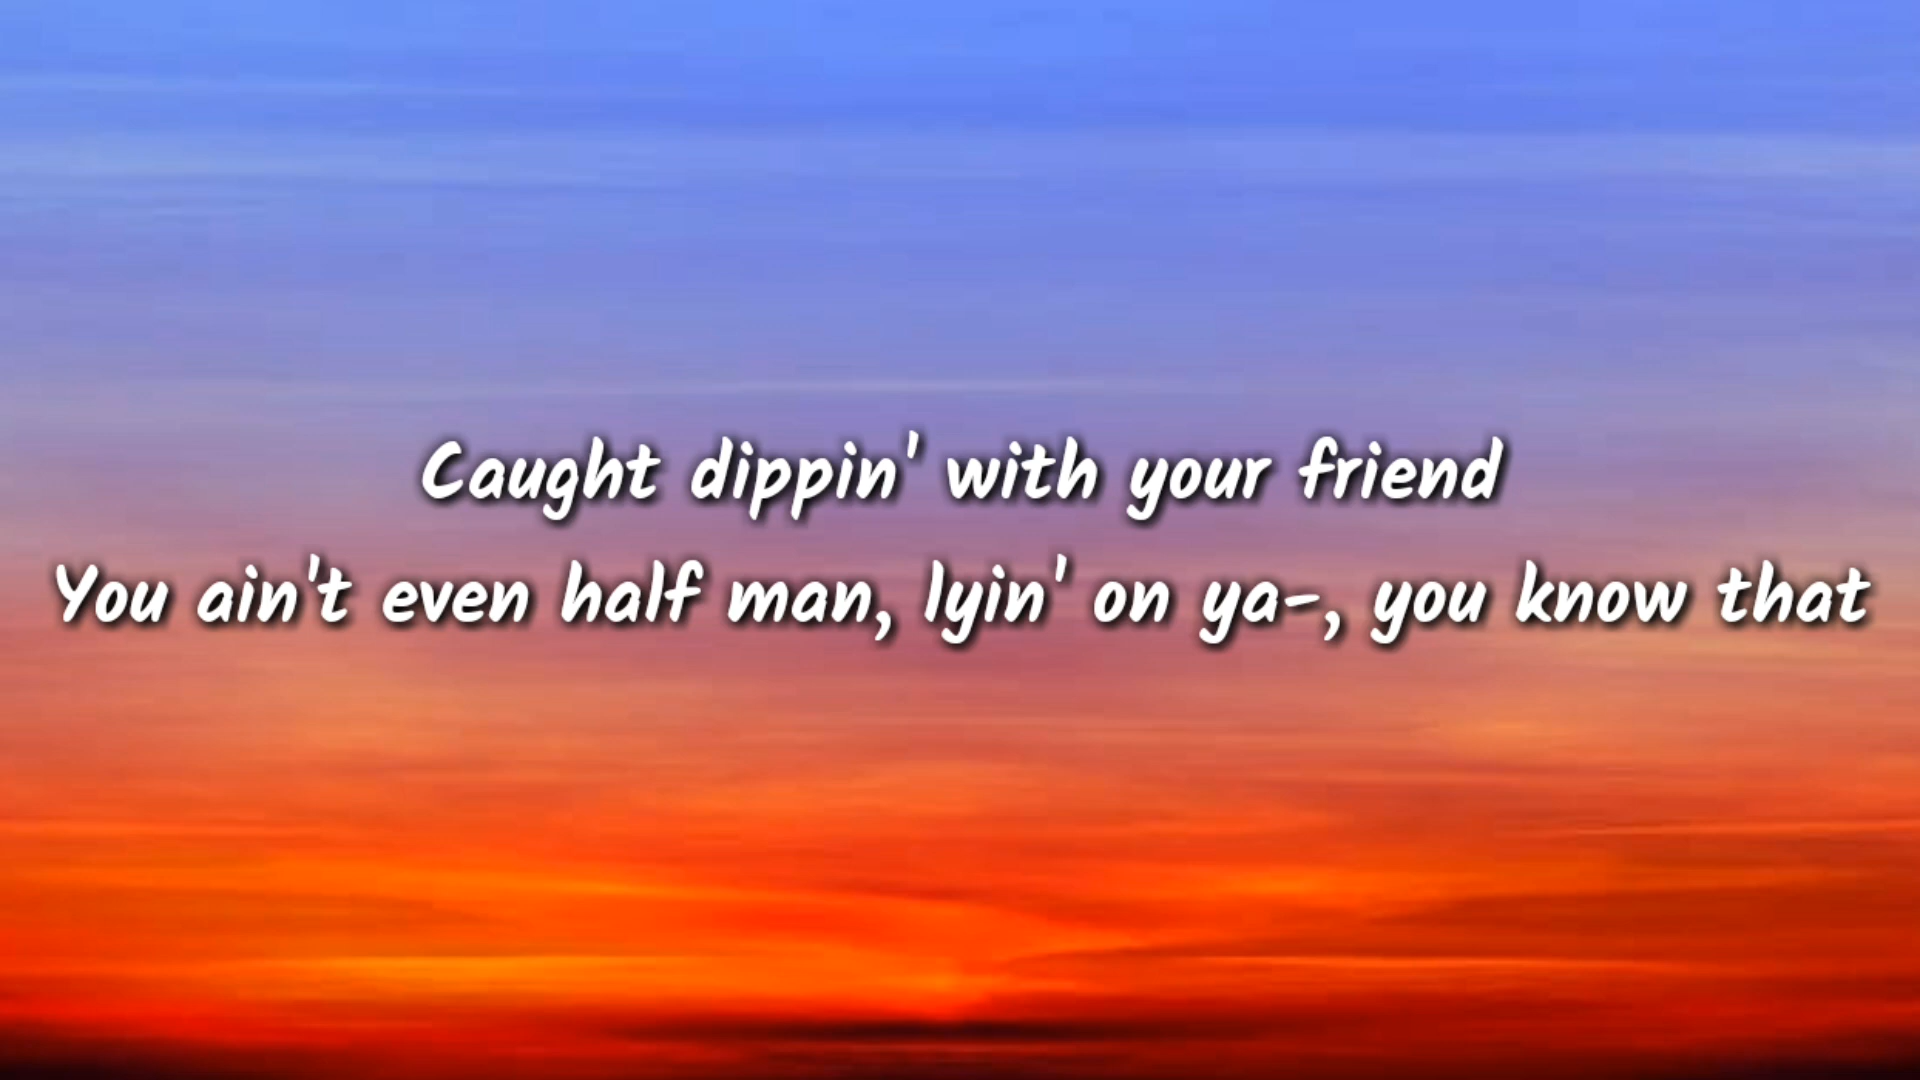 Caught dippin' with your friend
You ain't even half man, lyin' on ya-, you know that